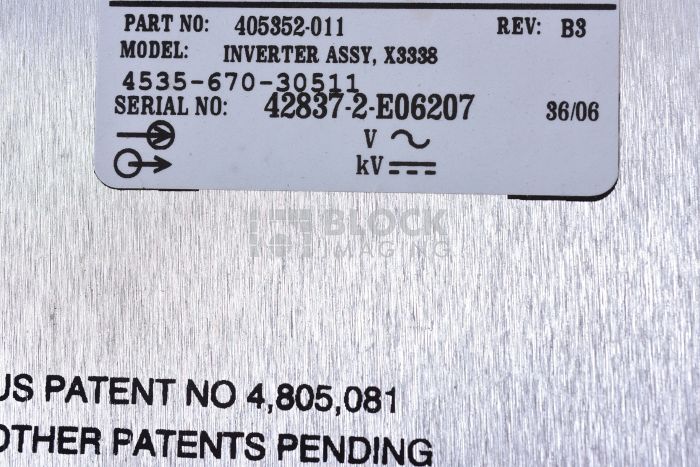 PART NO: 405352-011 REV: B3
MODEL: INVERTER ASSY, X3338
4535-670-30511
SERIAL NO: 42837-2-E06207 36/06
V
kV
BLOCK
IMAGING
US PATENT NO 4,805,081
OTHER PATENTS PENDING